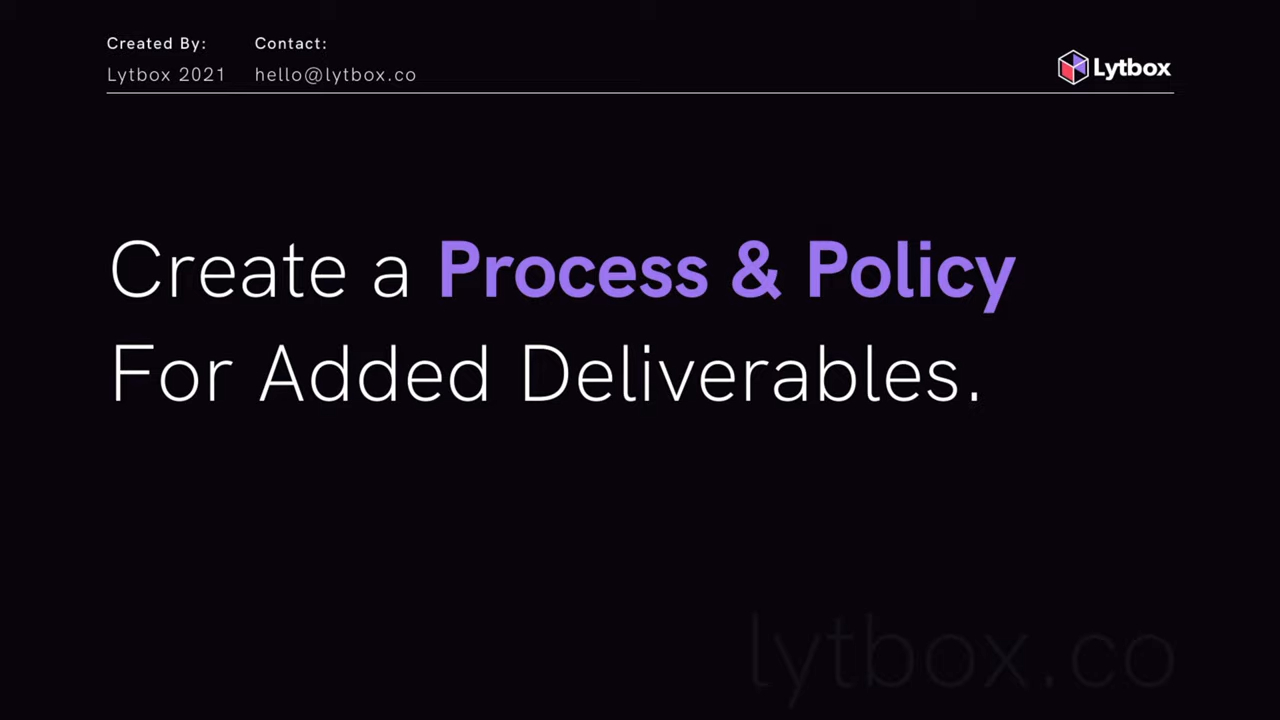 Created By: Contact:
Lytbox 2021 hello@lytbox.co
Lytbox
Create a Process & Policy
For Added Deliverables.
lytbox.co